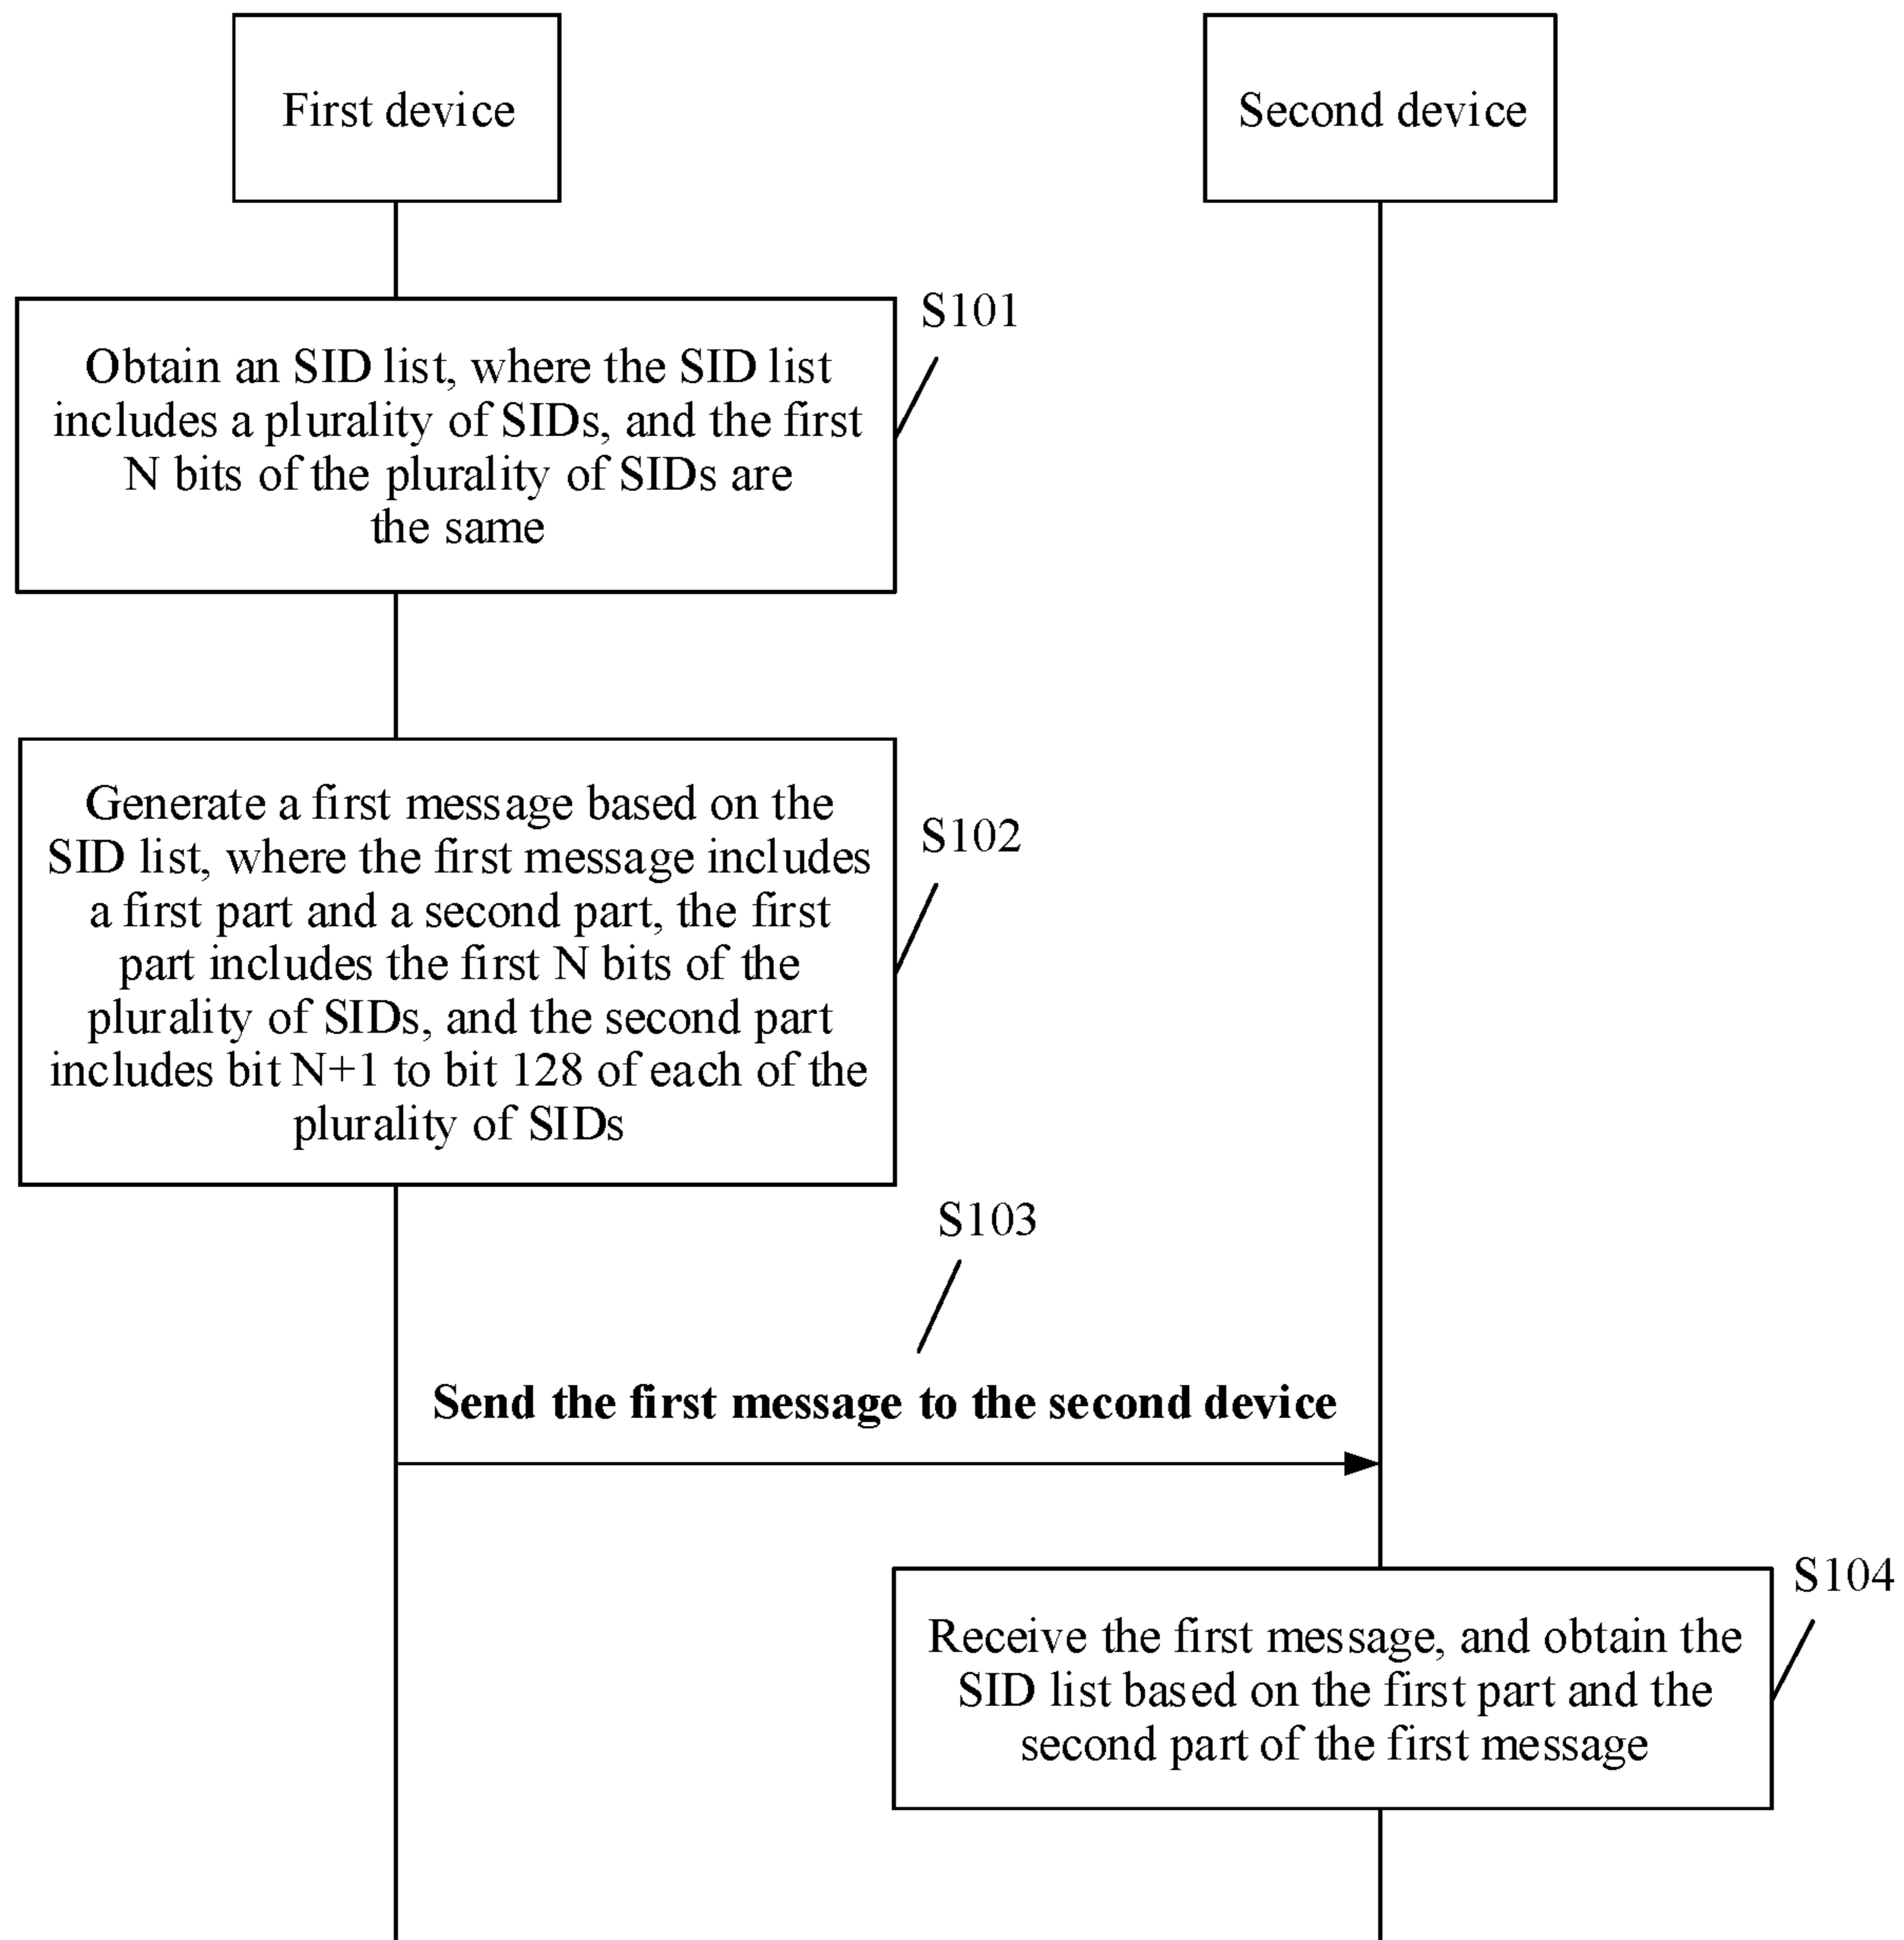 First device
Second device
S101
Obtain an SID list, where the SID list
includes a plurality of SIDs, and the first
N bits of the plurality of SIDs are
the same
S102
Generate a first message based on the
SID list, where the first message includes
a first part and a second part, the first
part includes the first N bits of the
plurality of SIDs, and the second part
includes bit N+1 to bit 128 of each of the
plurality of SIDs
S103
Send the first message to the second device
S104
Receive the first message, and obtain the
SID list based on the first part and the
second part of the first message